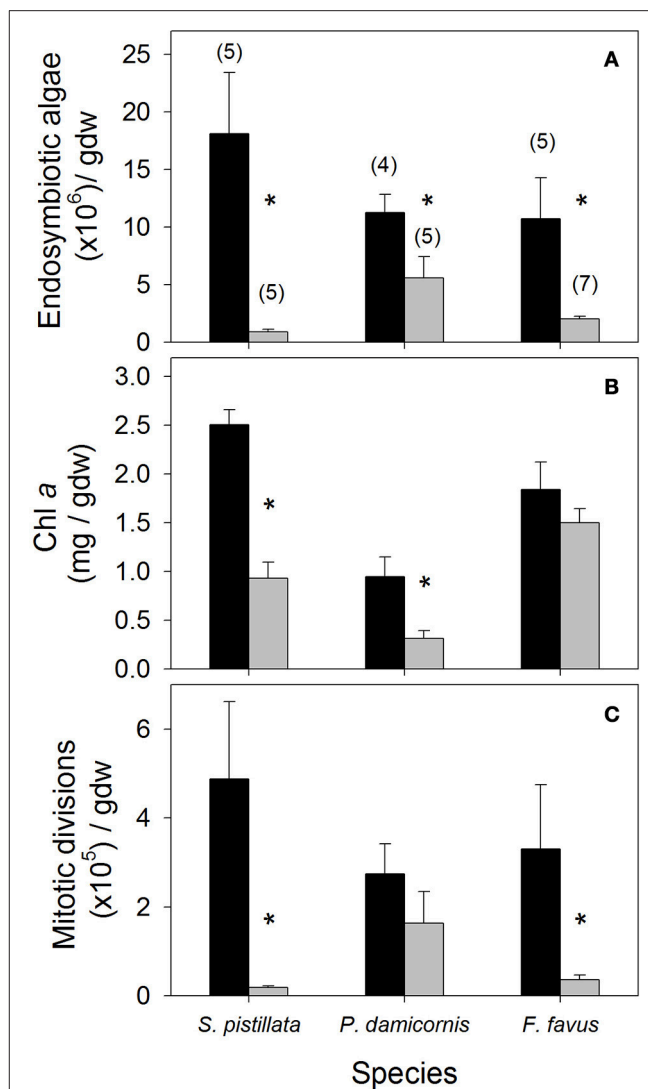 A
Endosymbiotic algae
(x10⁶)/ gdw
25
20
15
10
5
0
(5)
*
(5)
(4)
*
(5)
(5)
*
(7)
B
Chl a
(mg / gdw)
3.0
2.5
2.0
1.5
1.0
0.5
0.0
*
*
C
Mitotic divisions
(x10⁵) / gdw
6
4
2
0
*
*
S. pistillata
P. damicornis
F. favus
Species